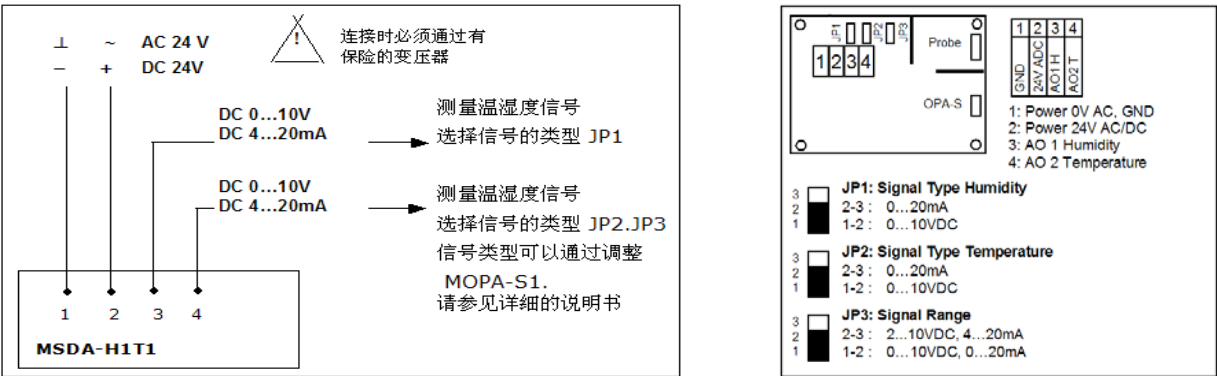 ⊥ ~ AC 24 V
− + DC 24V
!
连接时必须通过有
保险的变压器
DC 0...10V
DC 4...20mA
测量温湿度信号
选择信号的类型 JP1
DC 0...10V
DC 4...20mA
测量温湿度信号
选择信号的类型 JP2.JP3
信号类型可以通过调整
MOPA-S1.
请参见详细的说明书
1 2 3 4
MSDA-H1T1
JP1
JP2
JP3
Probe
1 2 3 4
OPA-S
1 2 3 4
GND
24V ADC
AO1 H
AO2 T
1: Power 0V AC, GND
2: Power 24V AC/DC
3: AO 1 Humidity
4: AO 2 Temperature
JP1: Signal Type Humidity
3
2 2-3 : 0...20mA
1 1-2 : 0...10VDC
JP2: Signal Type Temperature
3
2 2-3 : 0...20mA
1 1-2 : 0...10VDC
JP3: Signal Range
3
2 2-3 : 2...10VDC, 4...20mA
1 1-2 : 0...10VDC, 0...20mA